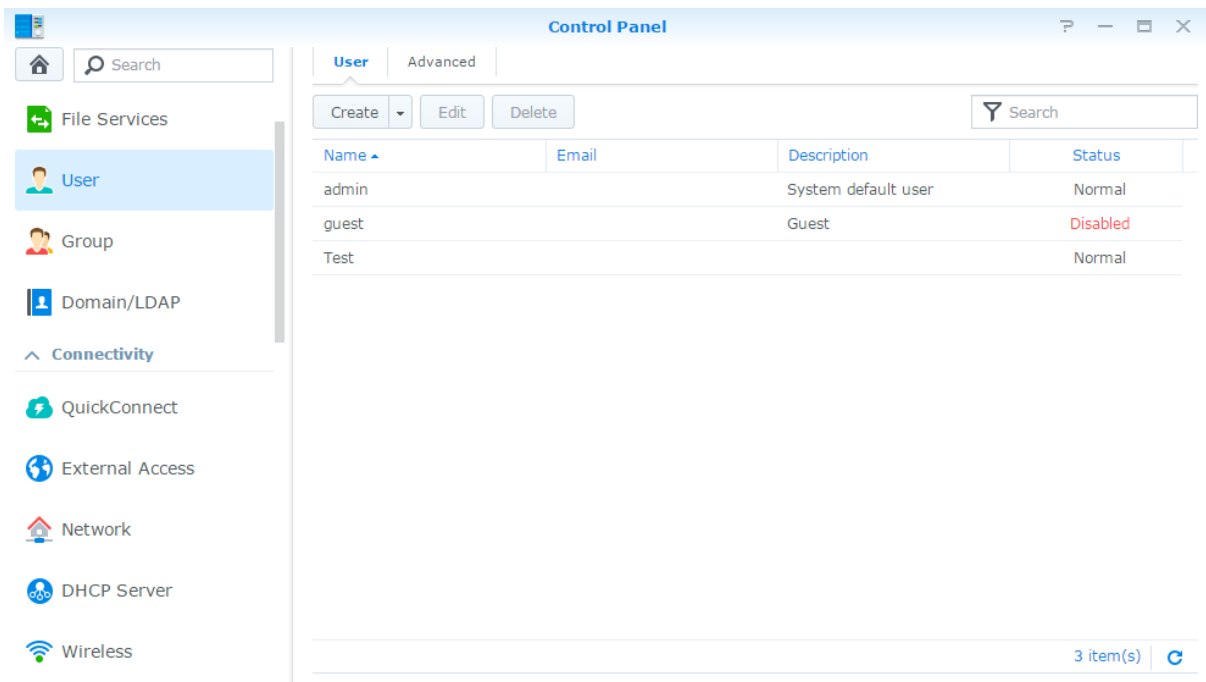 Control Panel
Search
File Services
User
Group
Domain/LDAP
Connectivity
QuickConnect
External Access
Network
DHCP Server
Wireless
User Advanced
Create Edit Delete Search
Name Email Description Status
admin System default user Normal
guest Guest Disabled
Test Normal
3 item(s)